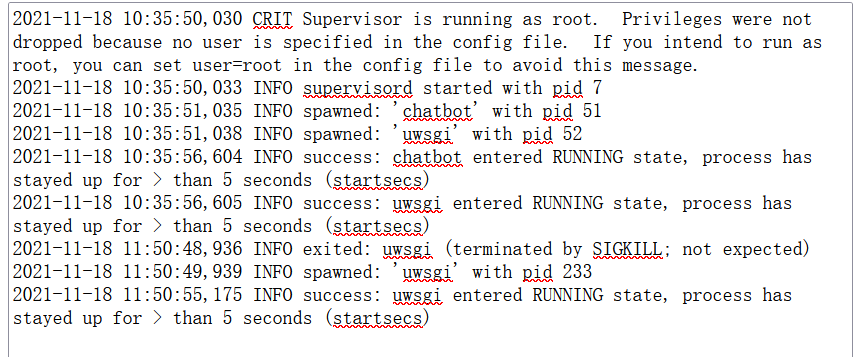 2021-11-18 10:35:50,030 CRIT Supervisor is running as root.  Privileges were not
dropped because no user is specified in the config file.  If you intend to run as
root, you can set user=root in the config file to avoid this message.
2021-11-18 10:35:50,033 INFO supervisord started with pid 7
2021-11-18 10:35:51,035 INFO spawned: 'chatbot' with pid 51
2021-11-18 10:35:51,038 INFO spawned: 'uwsgi' with pid 52
2021-11-18 10:35:56,604 INFO success: chatbot entered RUNNING state, process has
stayed up for > than 5 seconds (startsecs)
2021-11-18 10:35:56,605 INFO success: uwsgi entered RUNNING state, process has
stayed up for > than 5 seconds (startsecs)
2021-11-18 11:50:48,936 INFO exited: uwsgi (terminated by SIGKILL; not expected)
2021-11-18 11:50:49,939 INFO spawned: 'uwsgi' with pid 233
2021-11-18 11:50:55,175 INFO success: uwsgi entered RUNNING state, process has
stayed up for > than 5 seconds (startsecs)